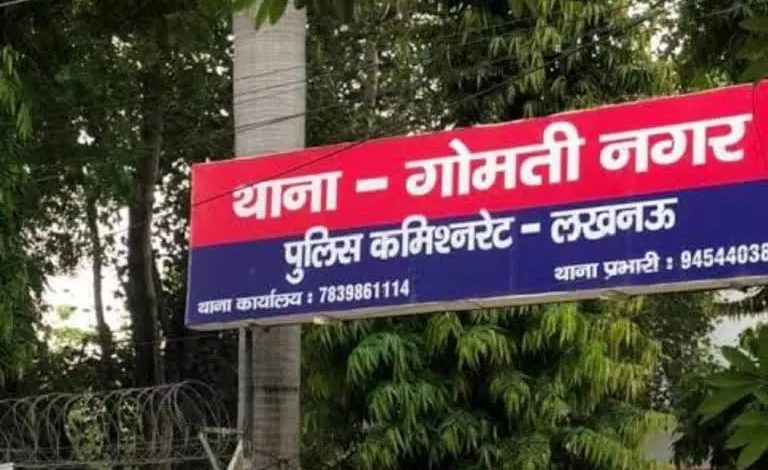 थाना - गोमती नगर
पुलिस कमिश्नरेट - लखनऊ
थाना कार्यालय : 7839861114
थाना प्रभारी : 94544038